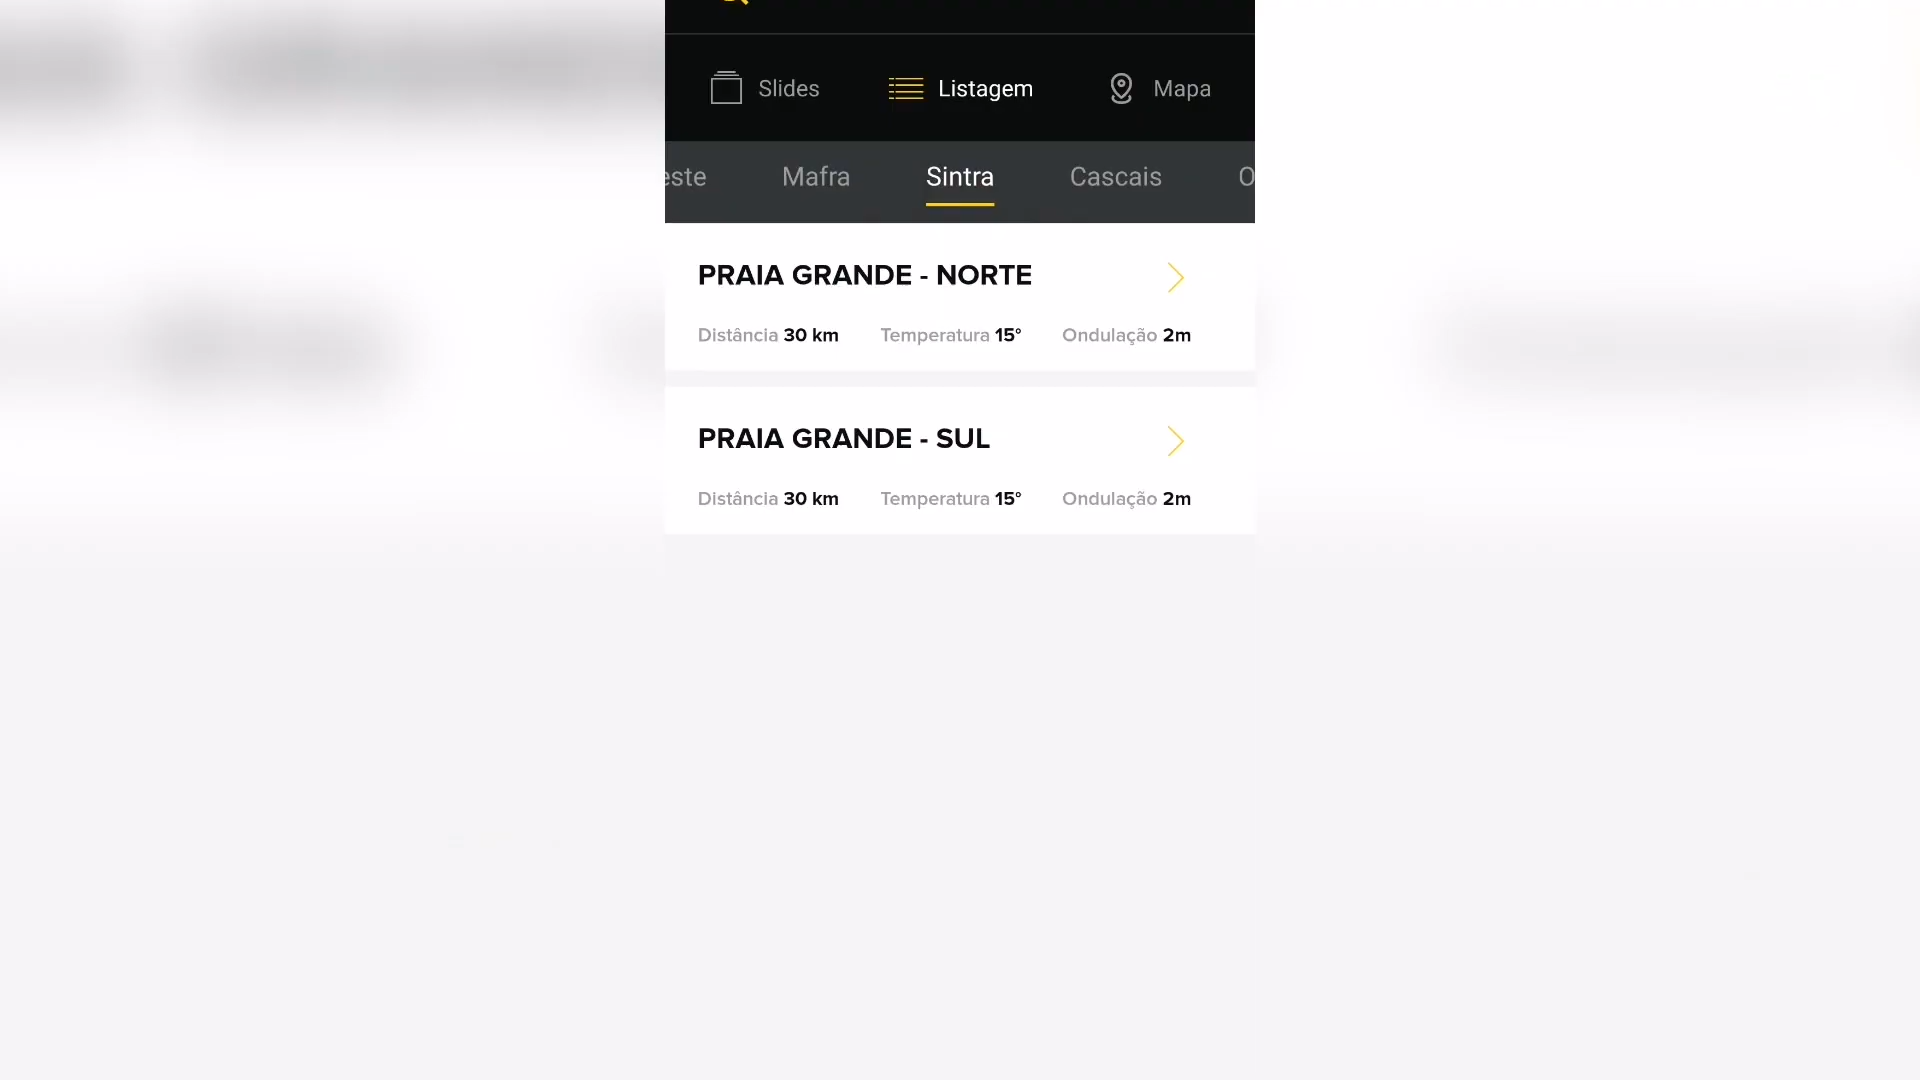 Slides Listagem Mapa
este Mafra Sintra Cascais O
PRAIA GRANDE - NORTE
Distância 30 km Temperatura 15° Ondulação 2m
PRAIA GRANDE - SUL
Distância 30 km Temperatura 15° Ondulação 2m